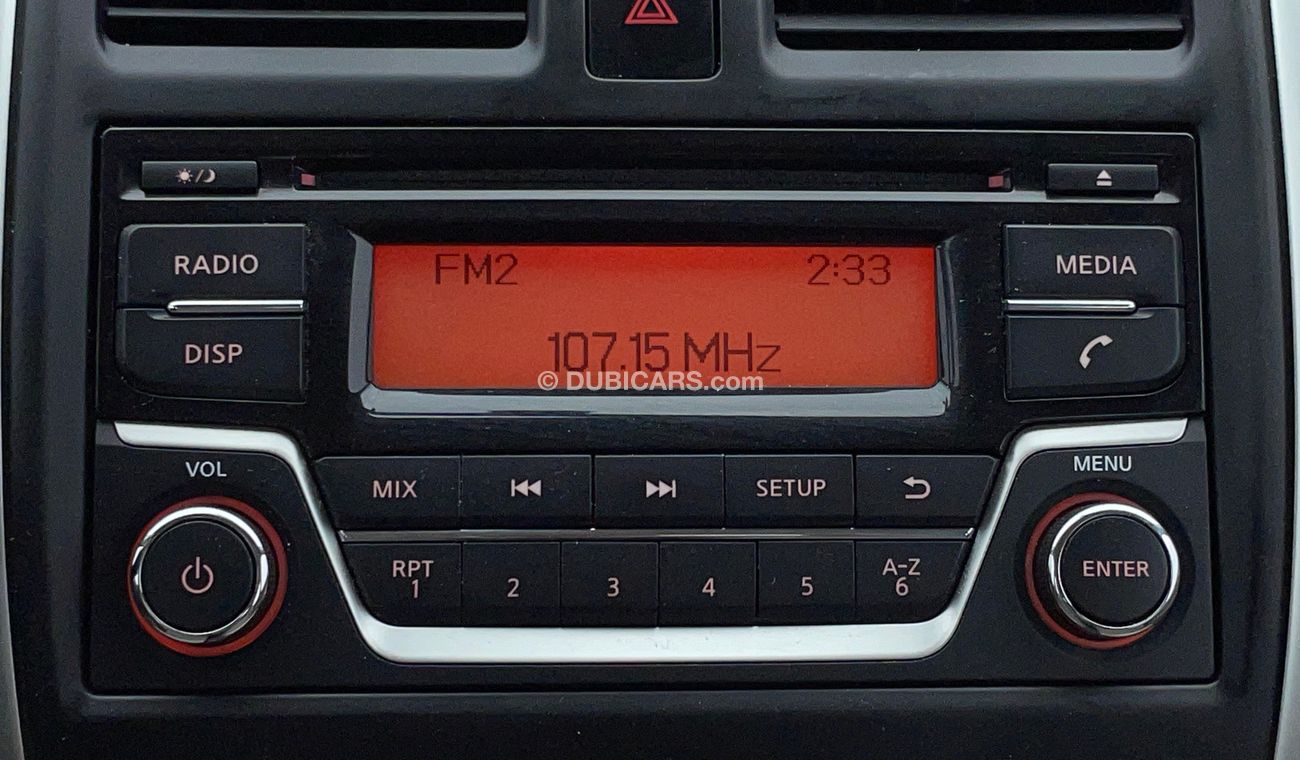 RADIO
FM2 2:33
MEDIA
DISP
107.15 MHz
© DUBICARS.com
VOL
MENU
MIX
SETUP
RPT
1
2
3
4
5
A-Z
6
ENTER